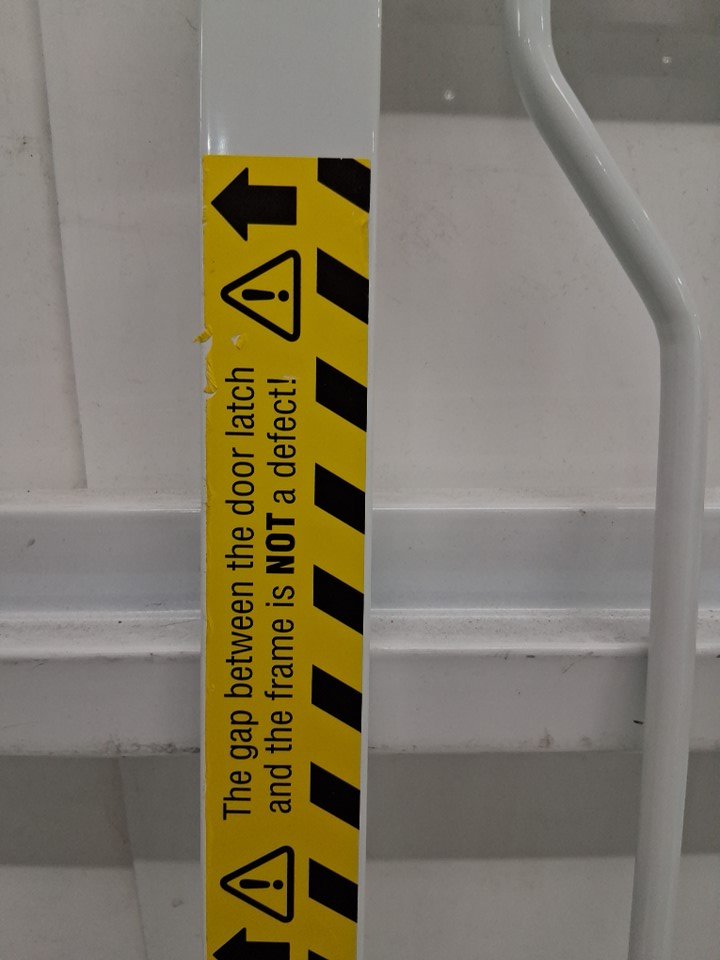 The gap between the door latch
and the frame is NOT a defect!